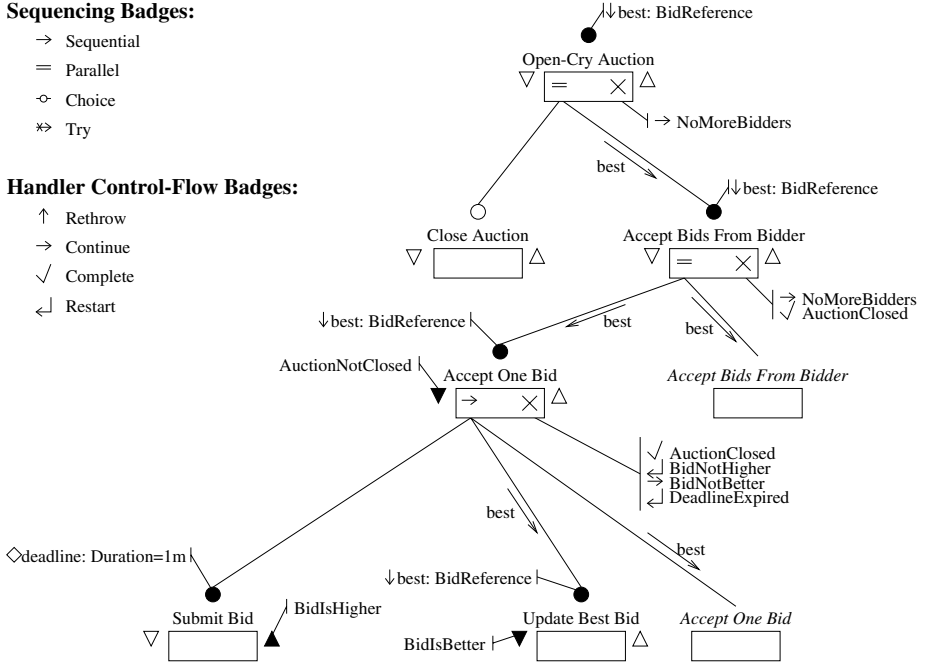 Sequencing Badges:
Sequential
Parallel
Choice
Try
Handler Control-Flow Badges:
Rethrow
Continue
Complete
Restart
best: BidReference
Open-Cry Auction
NoMoreBidders
best
best: BidReference
Close Auction
Accept Bids From Bidder
NoMoreBidders
AuctionClosed
best: BidReference
best
best
AuctionNotClosed
Accept One Bid
Accept Bids From Bidder
AuctionClosed
BidNotHigher
BidNotBetter
DeadlineExpired
best
best
deadline: Duration=1m
best: BidReference
BidIsHigher
Submit Bid
Update Best Bid
Accept One Bid
BidIsBetter